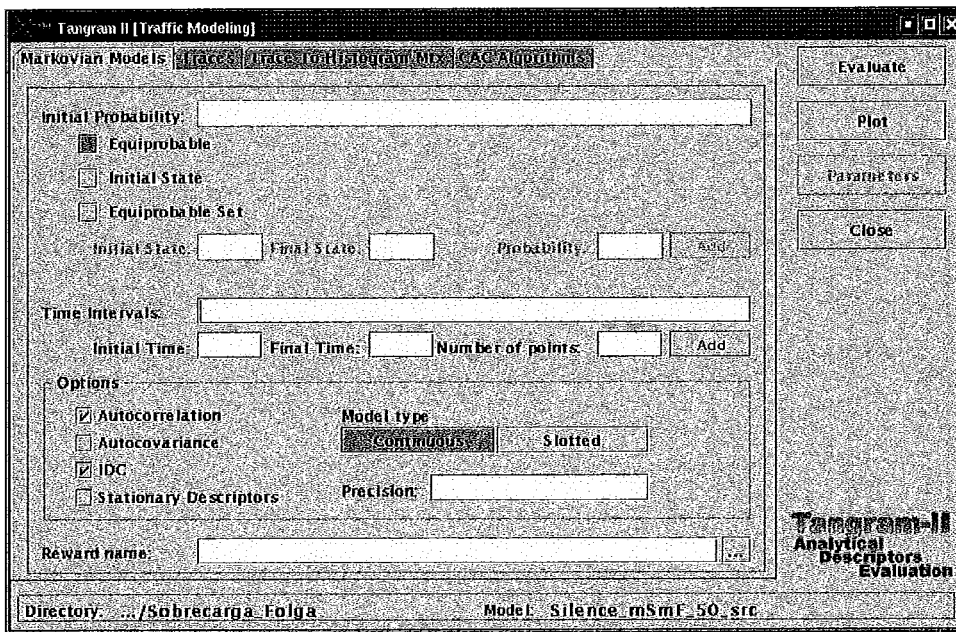 Tangram II [Traffic Modeling]
Markovian Models Traces Traces To Histogram Mtx CAC Algorithms
Initial Probability:
Equiprobable
Initial State
Equiprobable Set
Initial State: Final State: Probability: Add
Time Intervals:
Initial Time: Final Time: Number of points: Add
Options
Autocorrelation
Autocovariance
IDC
Stationary Descriptors
Model type
Continuous Slotted
Precision:
Reward name: ...
Evaluate
Plot
Parameters
Close
Tangram-II
Analytical
Descriptors
Evaluation
Directory: .../Sobrecarga_Folga Model: Silence_mSmF_50_src